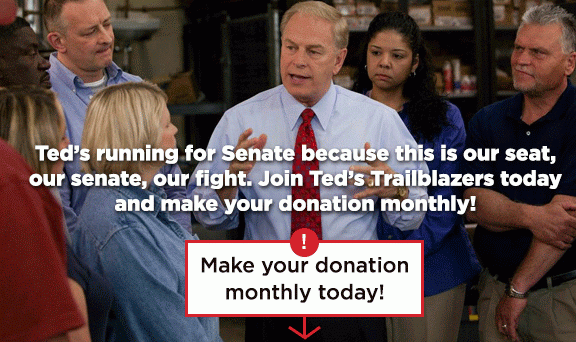 Ted's running for Senate because this is our seat,
our senate, our fight. Join Ted's Trailblazers today
and make your donation monthly!
!
Make your donation
monthly today!